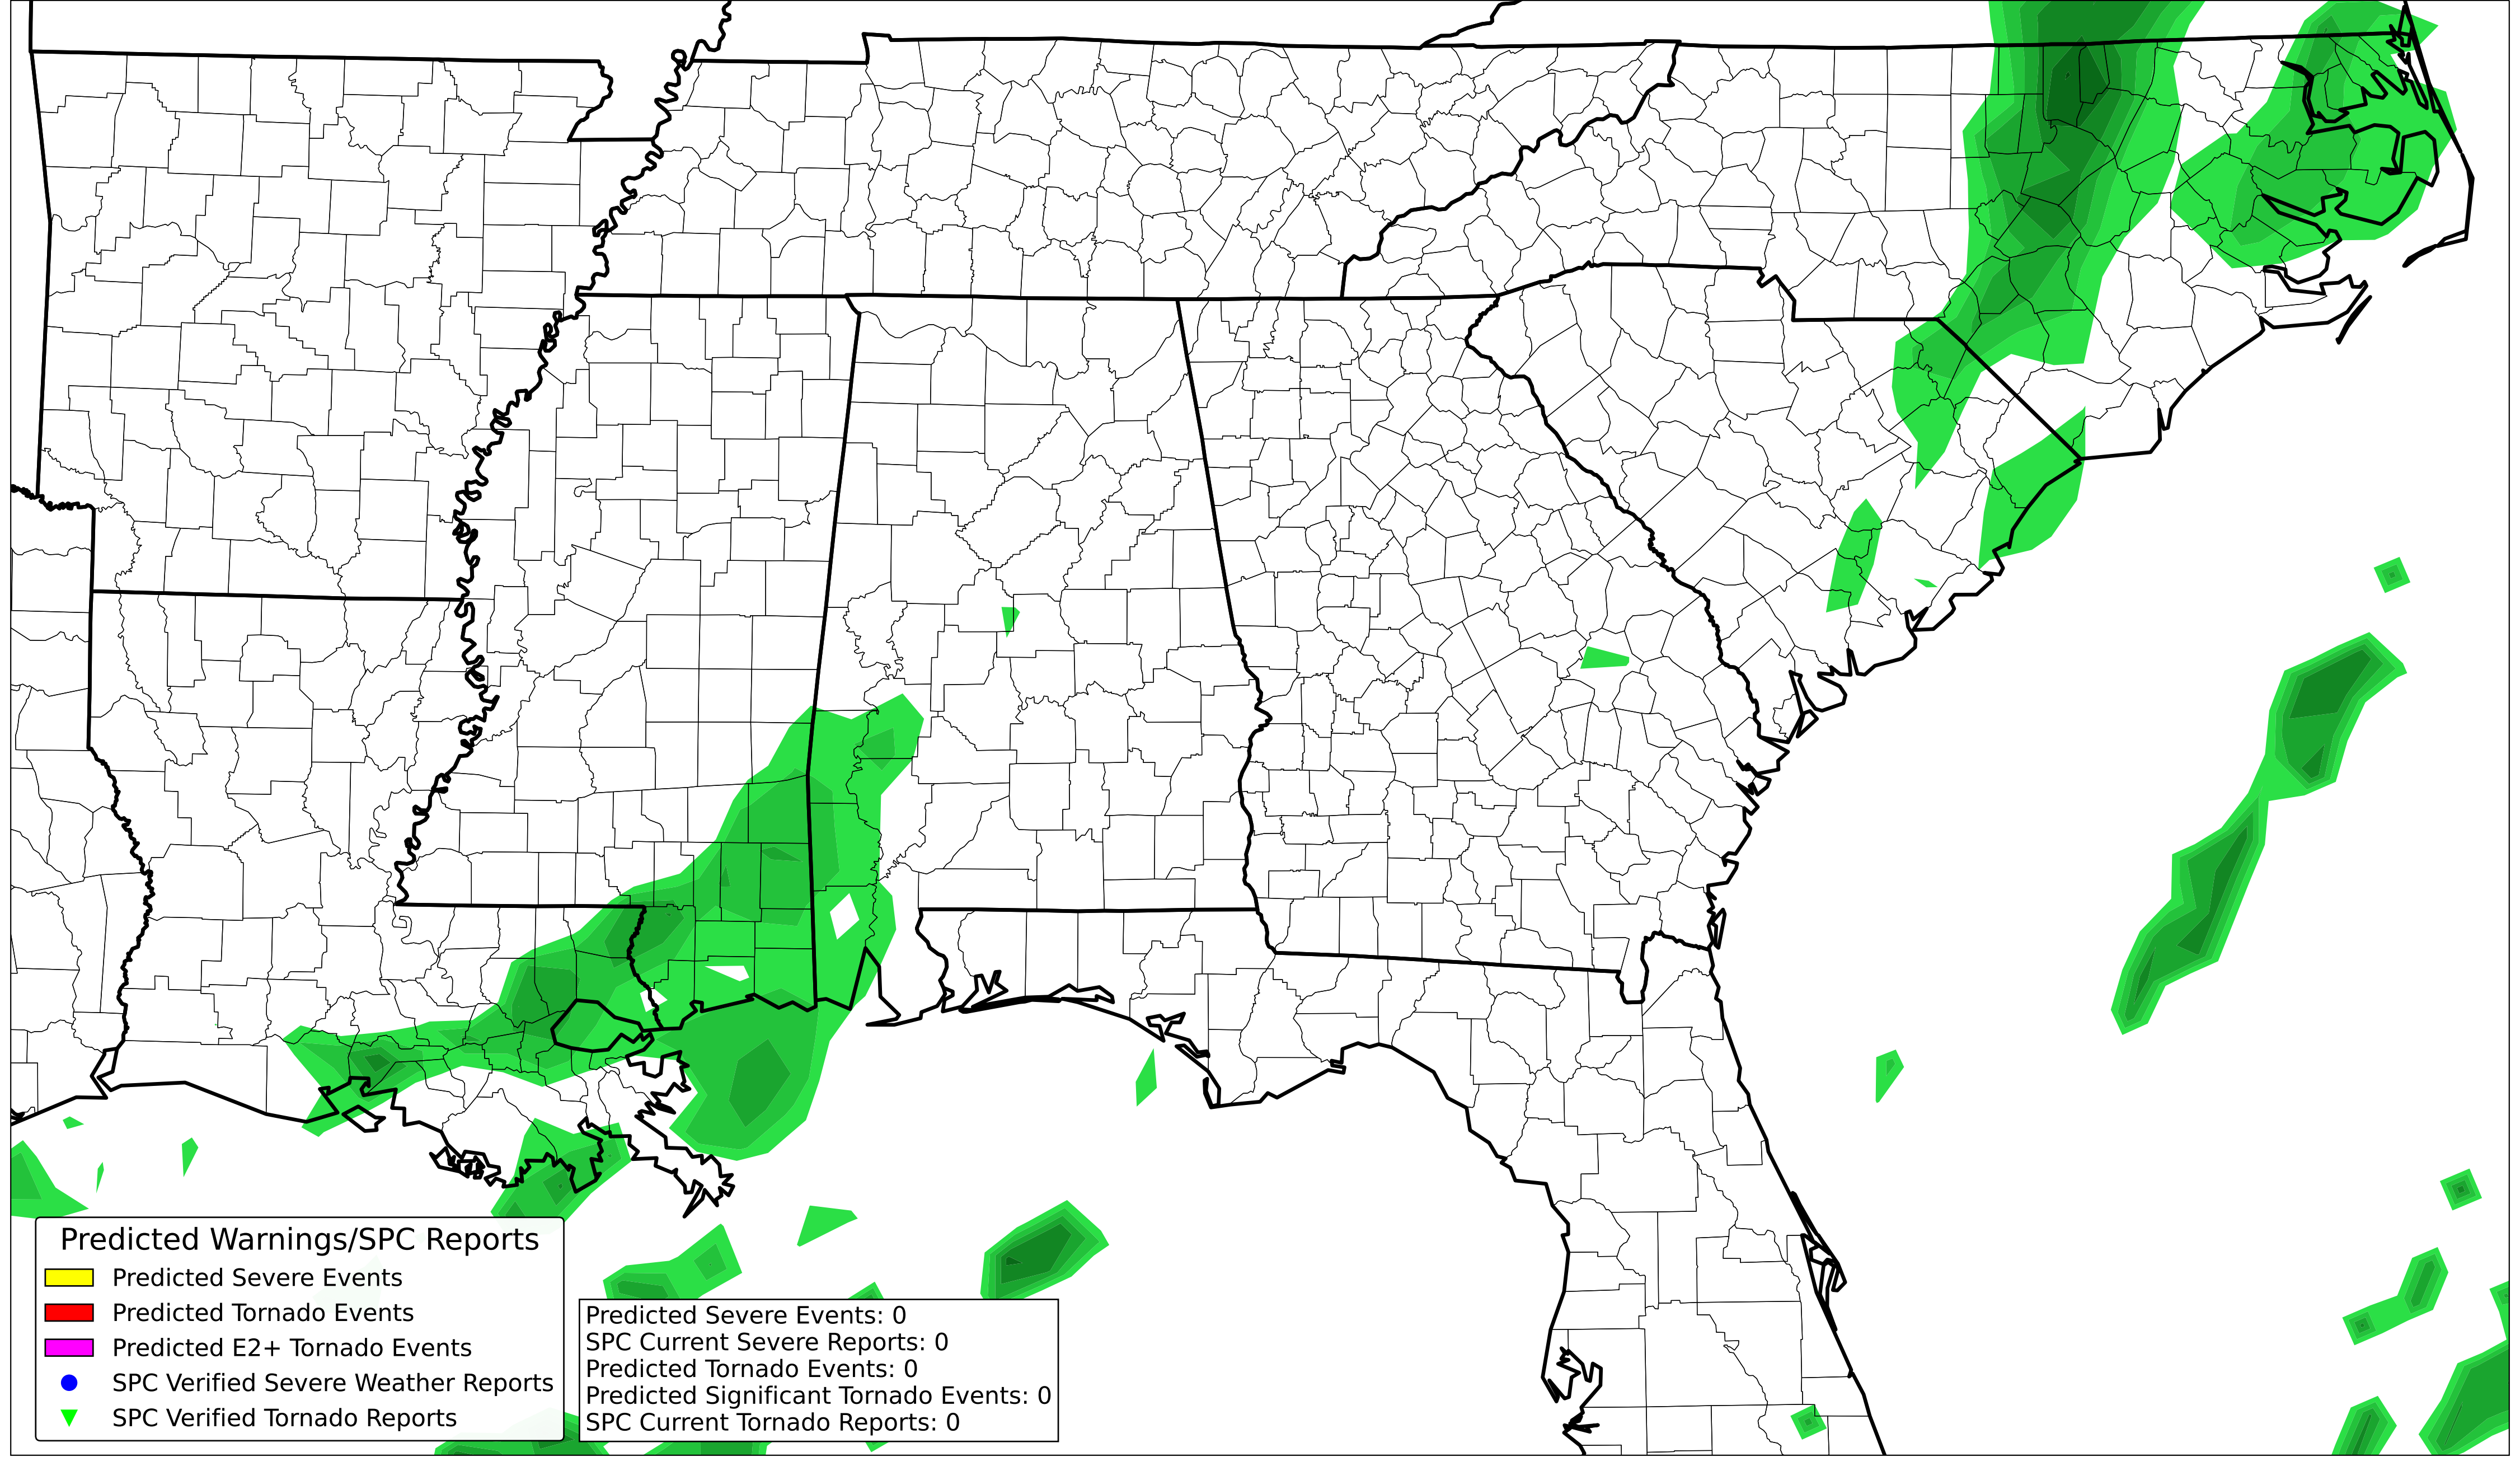 Predicted Warnings/SPC Reports
Predicted Severe Events
Predicted Tornado Events
Predicted E2+ Tornado Events
SPC Verified Severe Weather Reports
SPC Verified Tornado Reports
Predicted Severe Events: 0
SPC Current Severe Reports: 0
Predicted Tornado Events: 0
Predicted Significant Tornado Events: 0
SPC Current Tornado Reports: 0